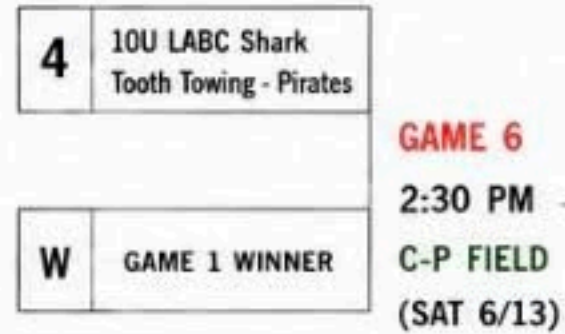 4
10U LABC Shark
Tooth Towing - Pirates
GAME 6
2:30 PM
W
GAME 1 WINNER
C-P FIELD
(SAT 6/13)